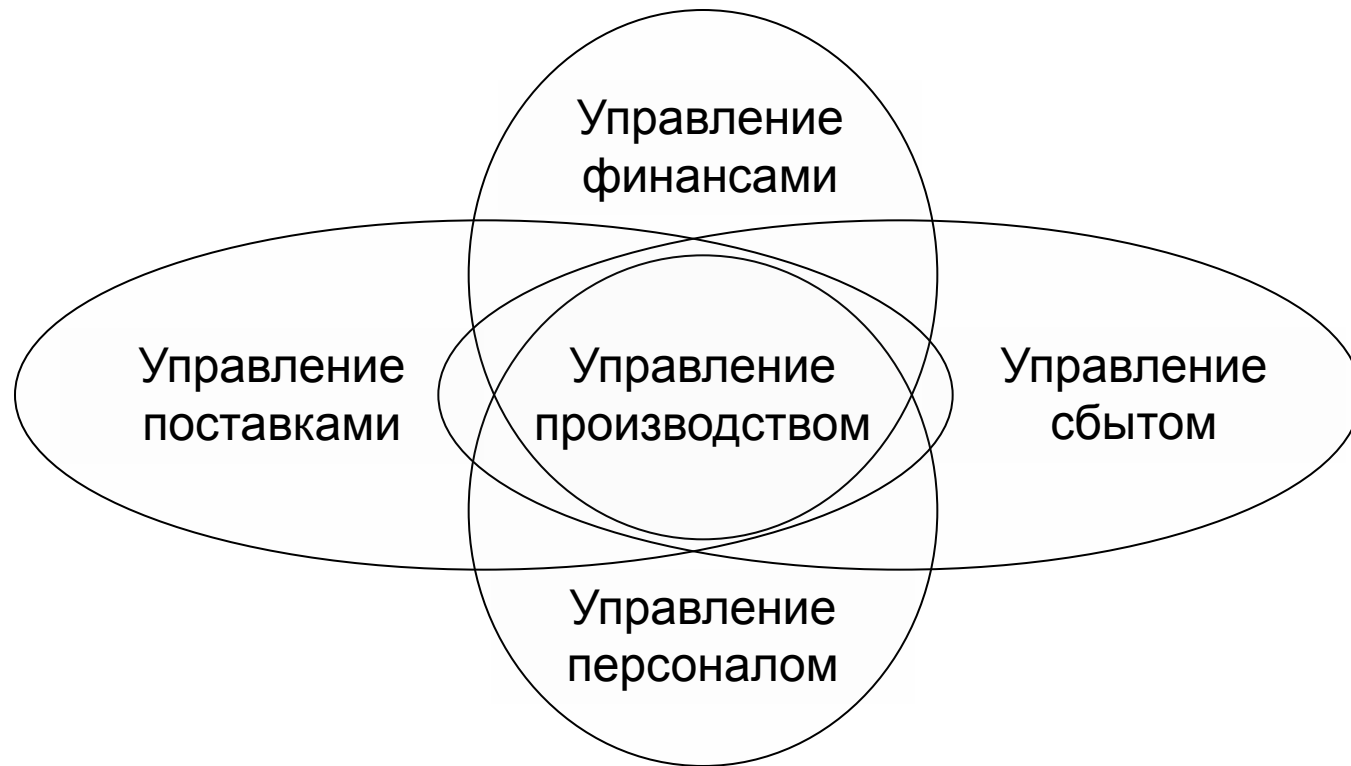 Управление
финансами
Управление
поставками
Управление
производством
Управление
сбытом
Управление
персоналом